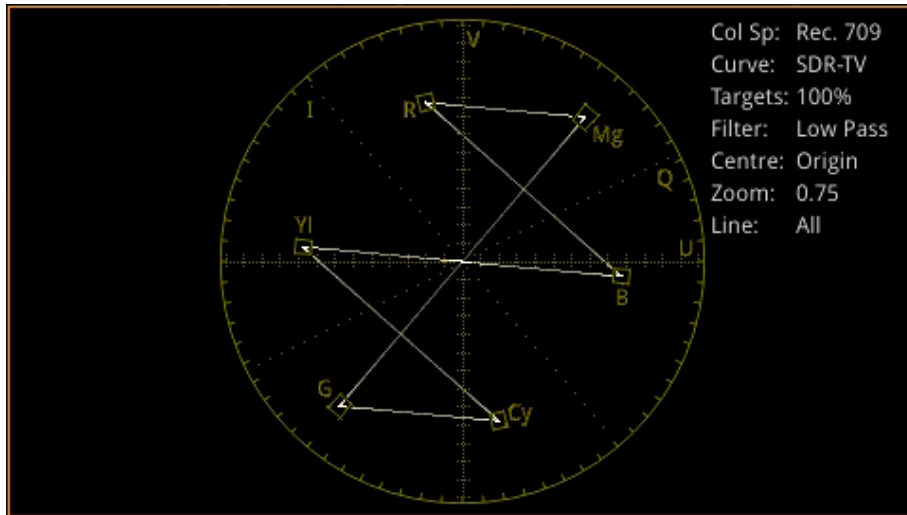 V
I
R
Mg
Q
Yl
U
B
G
Cy
Col Sp: Rec. 709
Curve: SDR-TV
Targets: 100%
Filter: Low Pass
Centre: Origin
Zoom: 0.75
Line: All